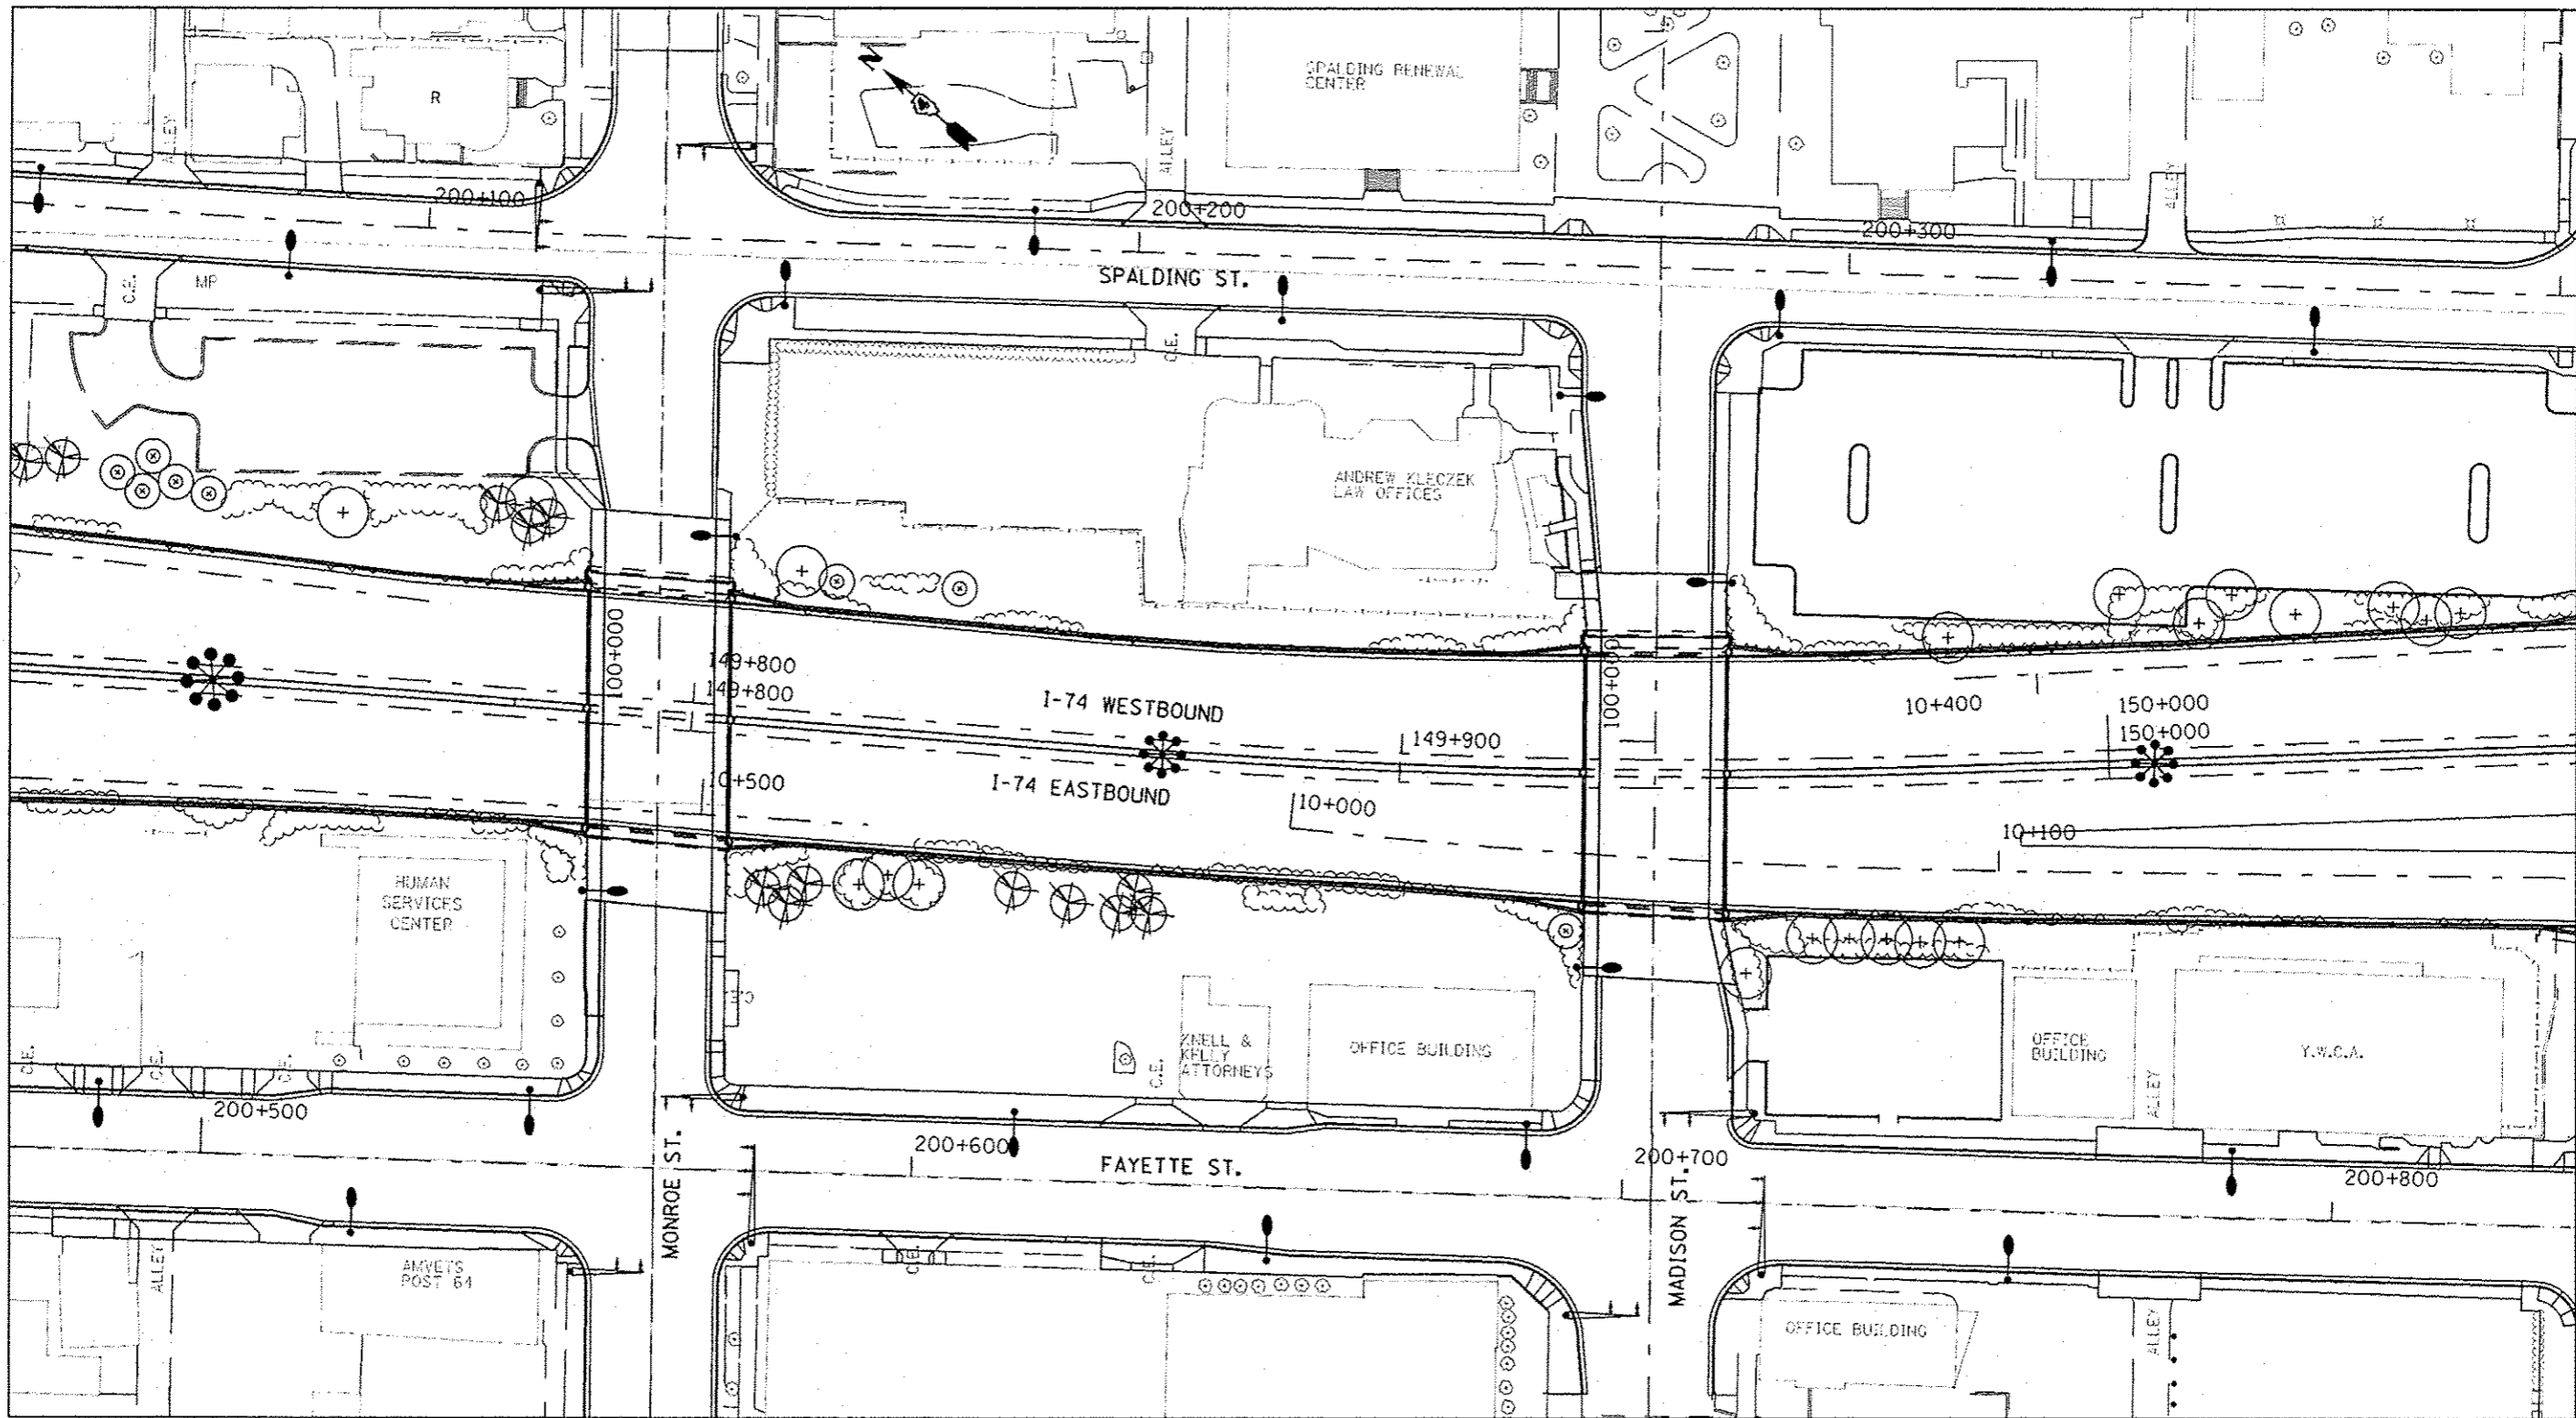 N
R
ALLEY
ALLEY
SPALDING RENEWAL
CENTER
ALLEY
200+100
200+200
200+300
C.E.
MP
SPALDING ST.
C.E.
ANDREW KLECZEK
LAW OFFICES
100+000
149+800
149+800
I-74 WESTBOUND
149+900
100+000
10+400
150+000
150+000
10+500
I-74 EASTBOUND
10+000
10+100
HUMAN
SERVICES
CENTER
C.E.
KNELL &
KELLY
ATTORNEYS
OFFICE BUILDING
OFFICE
BUILDING
Y.W.C.A.
C.E.
C.E.
C.E.
C.E.
ALLEY
200+500
200+600
FAYETTE ST.
200+700
200+800
MONROE ST.
MADISON ST.
ALLEY
AMVETS
POST 64
C.E.
C.E.
OFFICE BUILDING
ALLEY